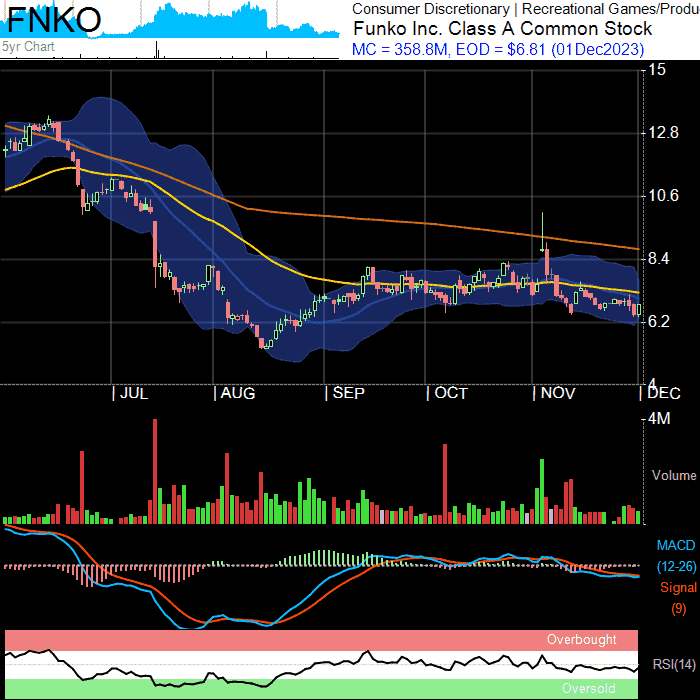 FNKO
Consumer Discretionary | Recreational Games/Produ
Funko Inc. Class A Common Stock
5yr Chart
MC = 358.8M, EOD = $6.81 (01Dec2023)
15
12.8
10.6
8.4
6.2
4
JUL
AUG
SEP
OCT
NOV
DEC
4M
Volume
MACD
(12-26)
Signal
(9)
Overbought
RSI(14)
Oversold